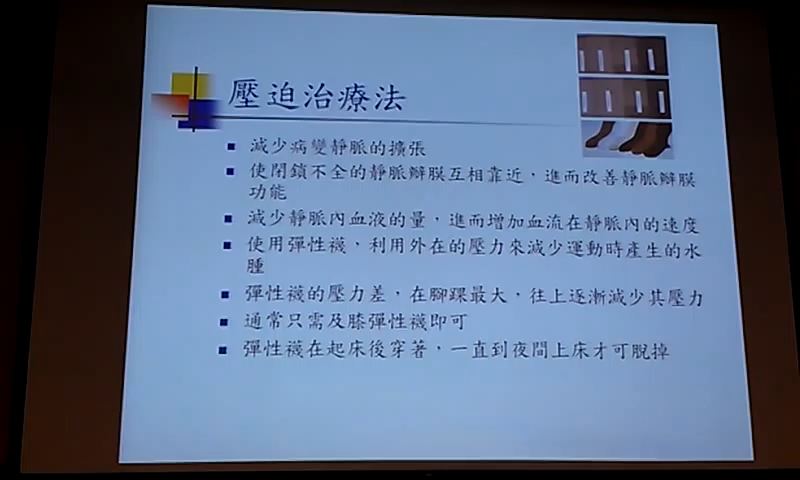 壓迫治療法
減少病變靜脈的擴張
使閉鎖不全的靜脈瓣膜互相靠近，進而改善靜脈瓣膜
功能
減少靜脈內血液的量，進而增加血流在靜脈內的速度
使用彈性襪，利用外在的壓力來減少運動時產生的水
腫
彈性襪的壓力差，在腳踝最大，往上逐漸減少其壓力
通常只需及膝彈性襪即可
彈性襪在起床後穿著，一直到夜間上床才可脫掉